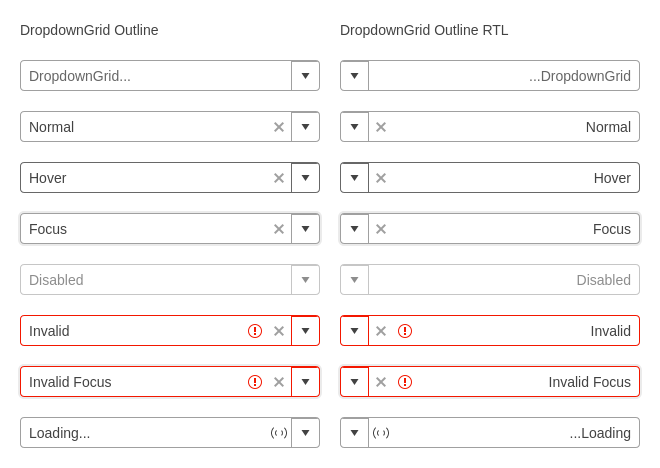 DropdownGrid Outline
DropdownGrid...
Normal
Hover
Focus
Disabled
Invalid
Invalid Focus
Loading...
DropdownGrid Outline RTL
...DropdownGrid
Normal
Hover
Focus
Disabled
Invalid
Invalid Focus
...Loading